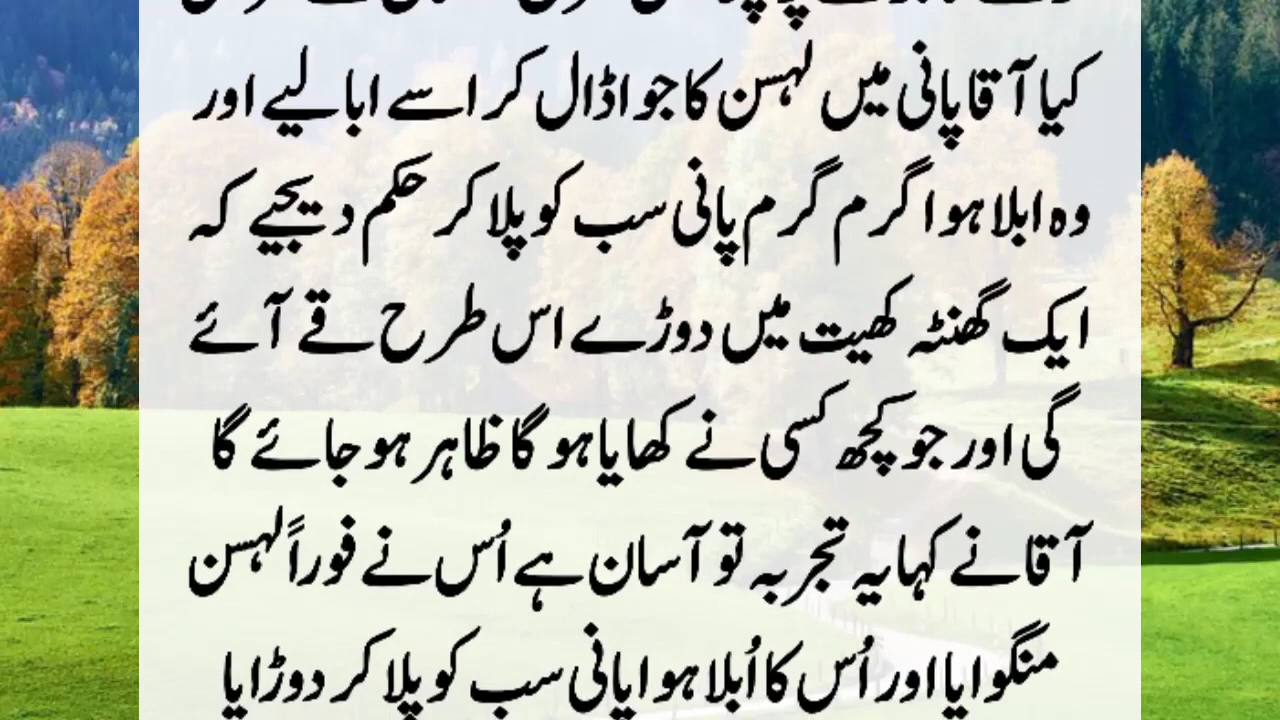 کیا آقا پانی میں لہسن کا جوا ڈال کر اسے ابالیے اور
وہ ابلا ہوا گرم گرم پانی سب کو پلا کر حکم دیجیے کہ
ایک گھنٹہ کھیت میں دوڑے اس طرح قے آئے
گی اور جو کچھ کسی نے کھایا ہو گا ظاہر ہو جائے گا
آقا نے کہا یہ تجربہ تو آسان ہے اُس نے فوراً لہسن
منگوایا اور اُس کا اُبلا ہوا پانی سب کو پلا کر دوڑایا